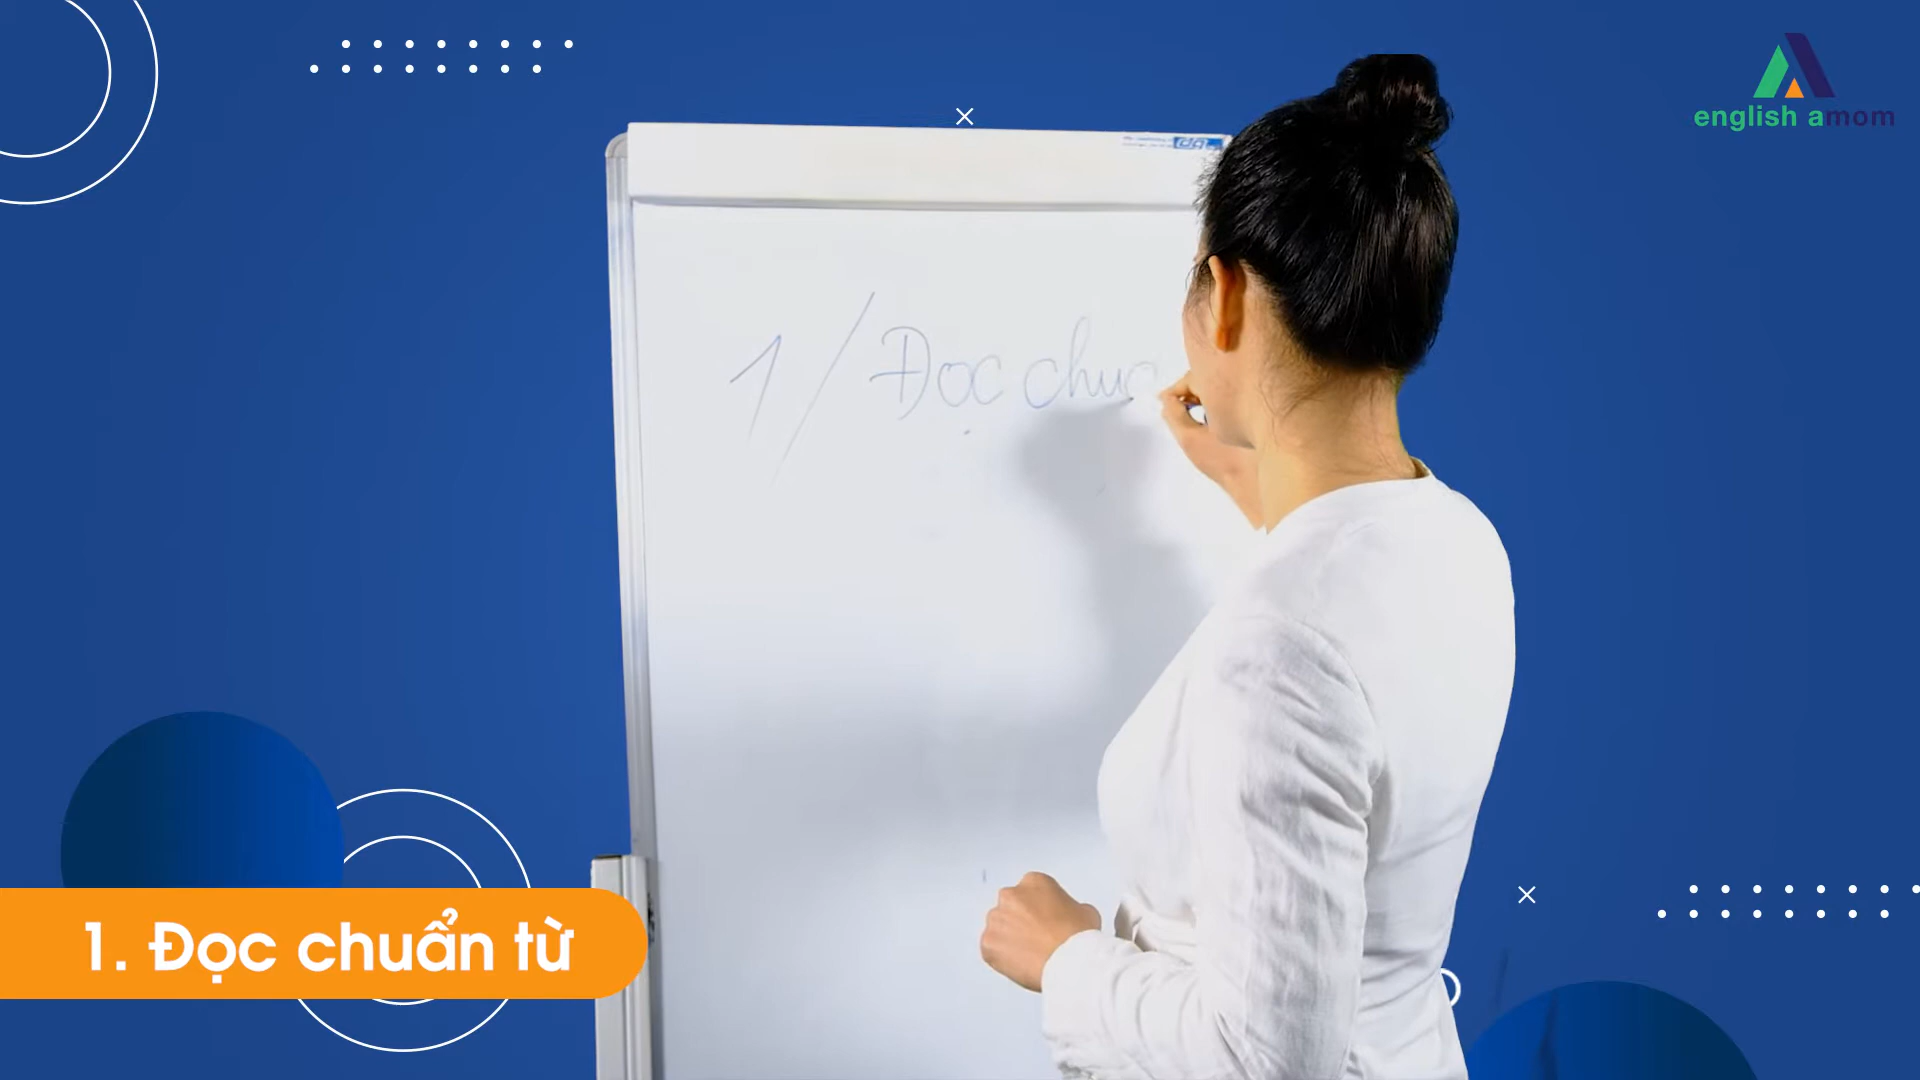 english amom
1/ Đọc chu
1. Đọc chuẩn từ